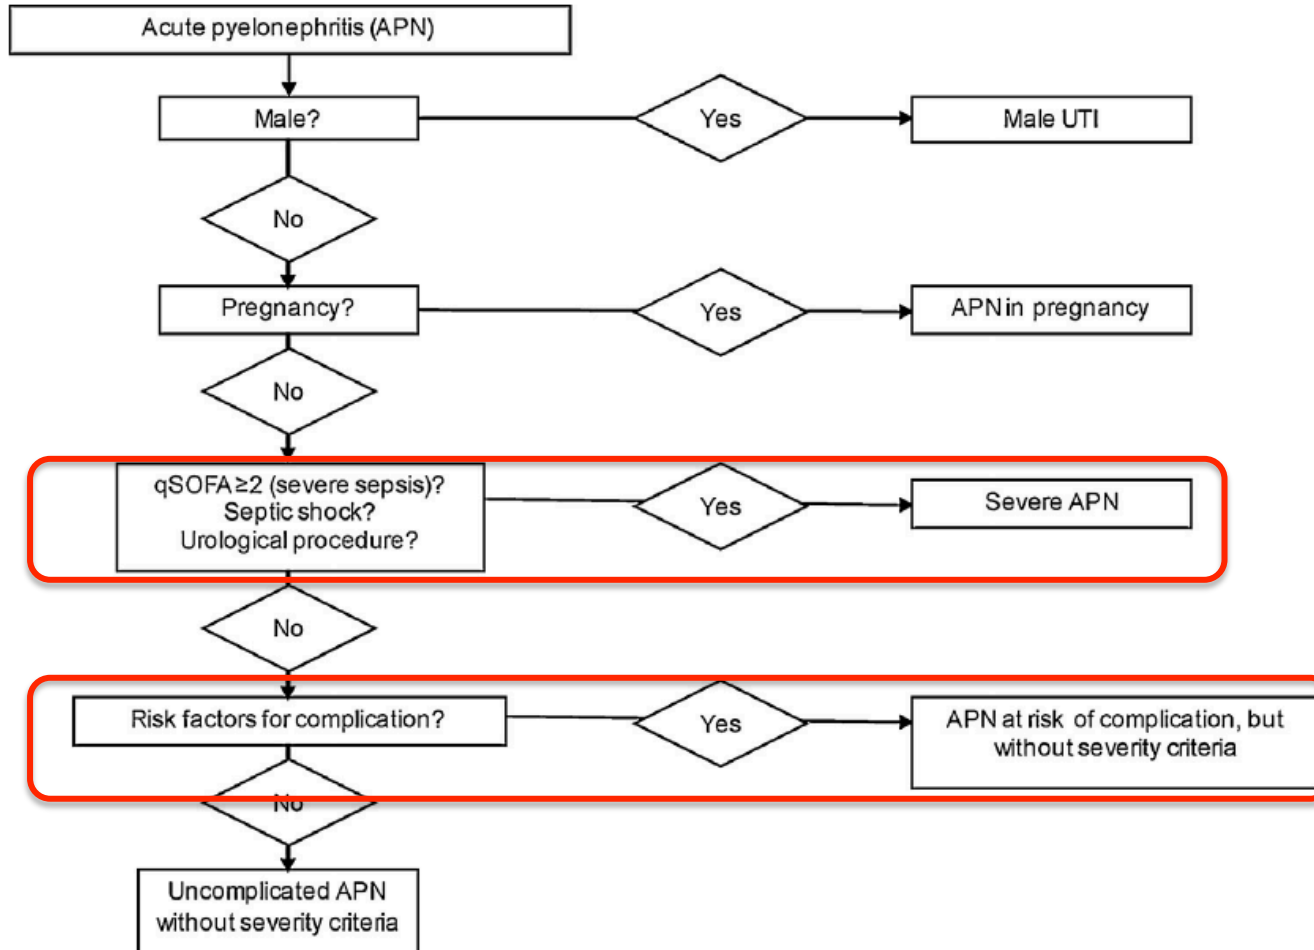 Acute pyelonephritis (APN)
Male?
Yes
Male UTI
No
Pregnancy?
Yes
APN in pregnancy
No
qSOFA ≥2 (severe sepsis)?
Septic shock?
Urological procedure?
Yes
Severe APN
No
Risk factors for complication?
Yes
APN at risk of complication, but
without severity criteria
No
Uncomplicated APN
without severity criteria